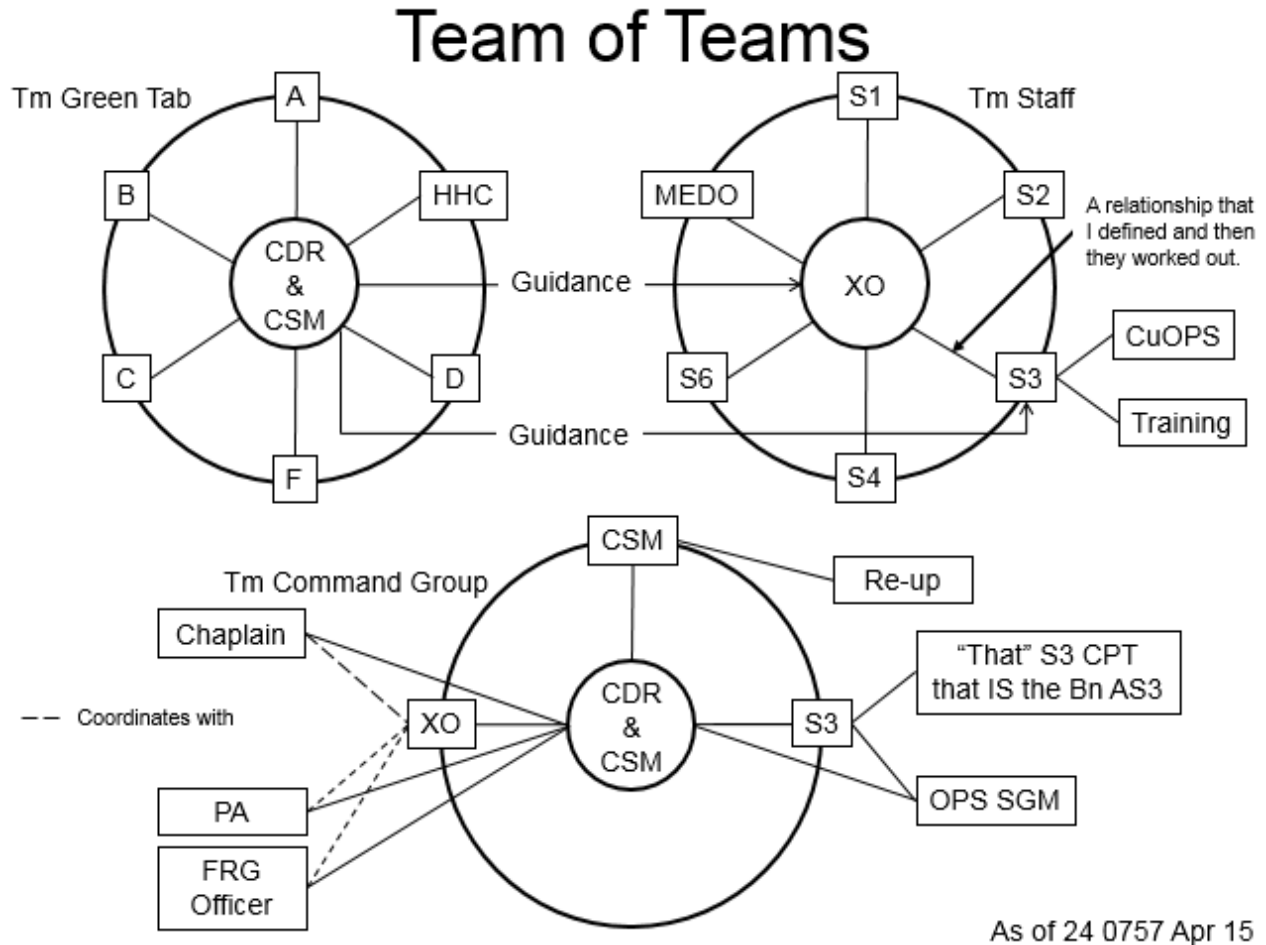 Team of Teams
Tm Green Tab
A
B
HHC
CDR
&
CSM
C
D
F
Guidance
Guidance
Tm Staff
S1
MEDO
S2
XO
S6
S3
S4
A relationship that
I defined and then
they worked out.
CuOPS
Training
Tm Command Group
CSM
Re-up
Chaplain
XO
CDR
&
CSM
S3
“That” S3 CPT
that IS the Bn AS3
OPS SGM
Coordinates with
PA
FRG
Officer
As of 24 0757 Apr 15